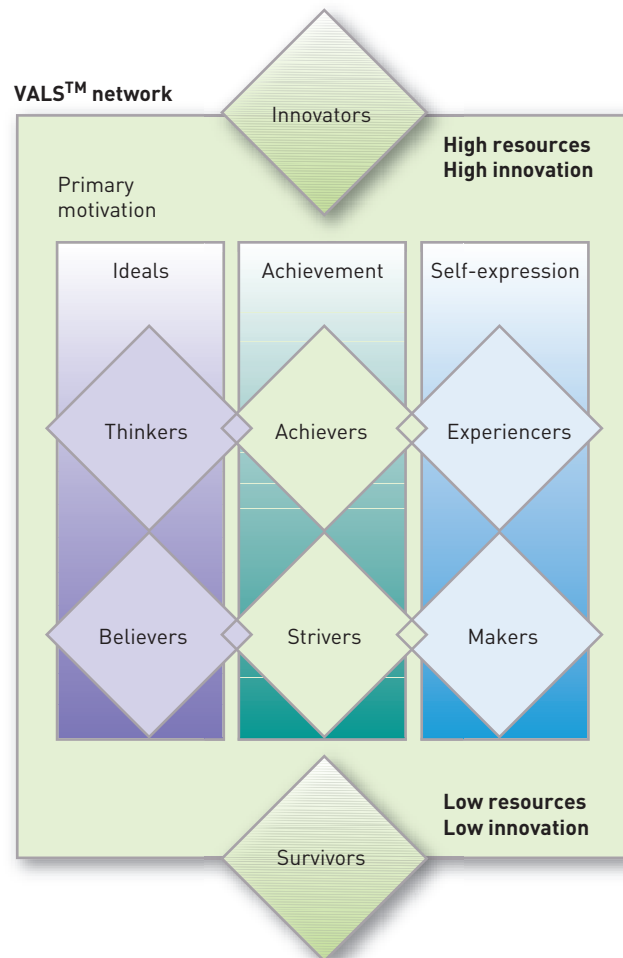 VALS™ network
Innovators
High resources
High innovation
Primary
motivation
Ideals
Achievement
Self-expression
Thinkers
Achievers
Experiencers
Believers
Strivers
Makers
Low resources
Low innovation
Survivors